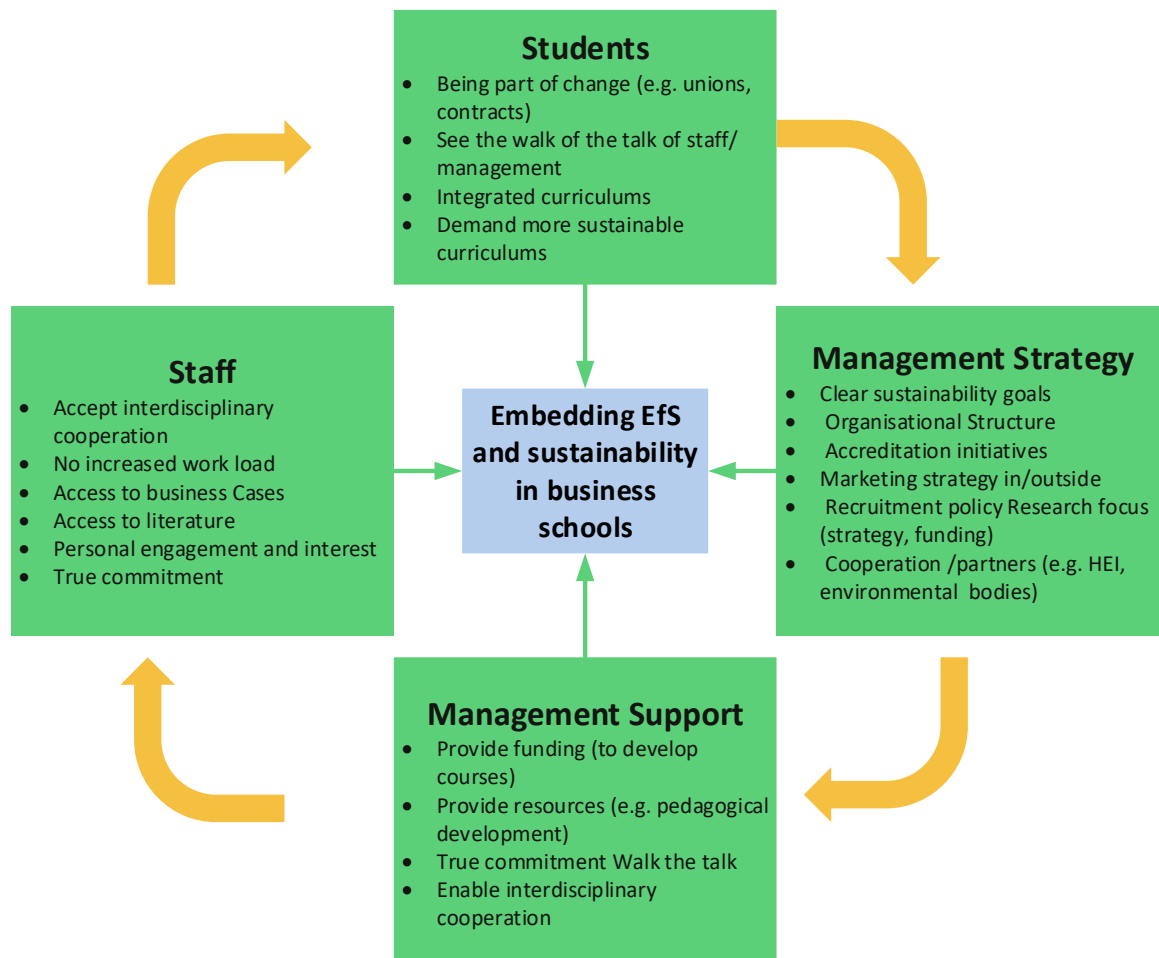 Students
• Being part of change (e.g. unions,
contracts)
• See the walk of the talk of staff/
management
• Integrated curriculums
• Demand more sustainable
curriculums
Staff
• Accept interdisciplinary
cooperation
• No increased work load
• Access to business Cases
• Access to literature
• Personal engagement and interest
• True commitment
Embedding EfS
and sustainability
in business
schools
Management Strategy
• Clear sustainability goals
• Organisational Structure
• Accreditation initiatives
• Marketing strategy in/outside
• Recruitment policy Research focus
(strategy, funding)
• Cooperation /partners (e.g. HEI,
environmental bodies)
Management Support
• Provide funding (to develop
courses)
• Provide resources (e.g. pedagogical
development)
• True commitment Walk the talk
• Enable interdisciplinary
cooperation